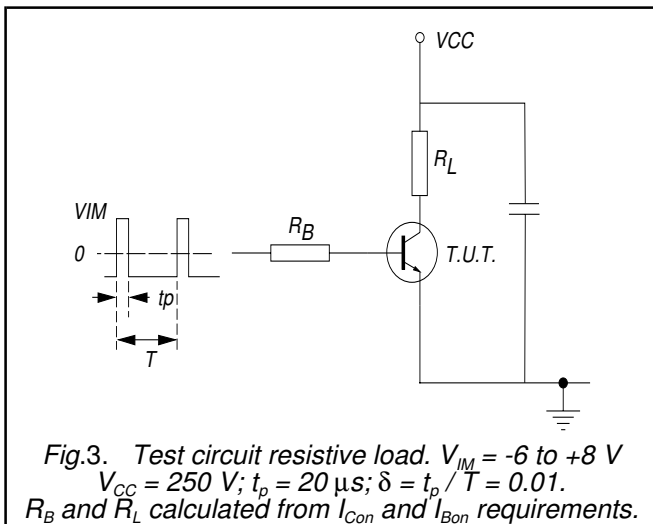 VCC
R_L
VIM
R_B
0
T.U.T.
tp
T
Fig.3. Test circuit resistive load. V_IM = -6 to +8 V
V_CC = 250 V; t_p = 20 μs; δ = t_p / T = 0.01.
R_B and R_L calculated from I_Con and I_Bon requirements.